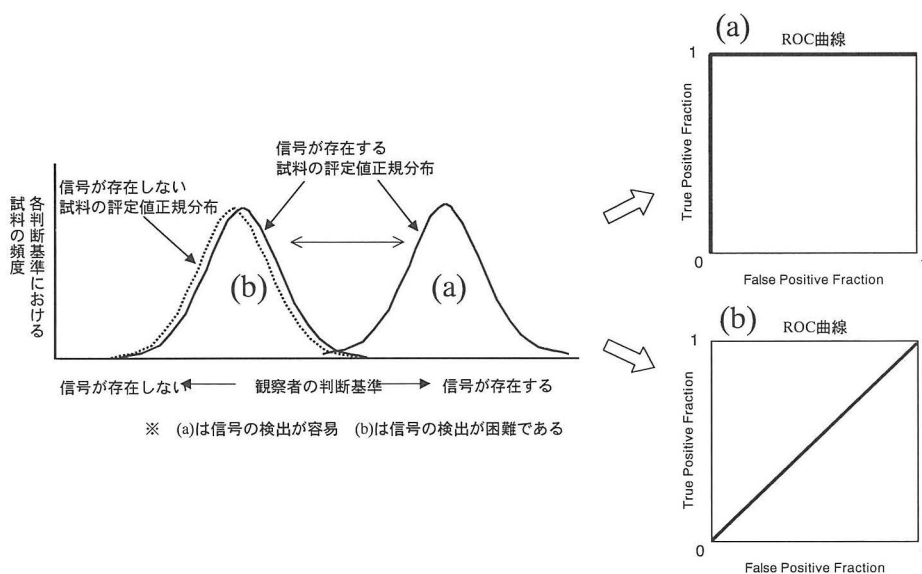 信号が存在する
試料の評定値正規分布
信号が存在しない
試料の評定値正規分布
各判断基準における
試料の頻度
(b)
(a)
信号が存在しない
観察者の判断基準
信号が存在する
※ (a)は信号の検出が容易 (b)は信号の検出が困難である
(a)
ROC曲線
1
True Positive Fraction
0
False Positive Fraction
(b)
ROC曲線
1
True Positive Fraction
0
False Positive Fraction